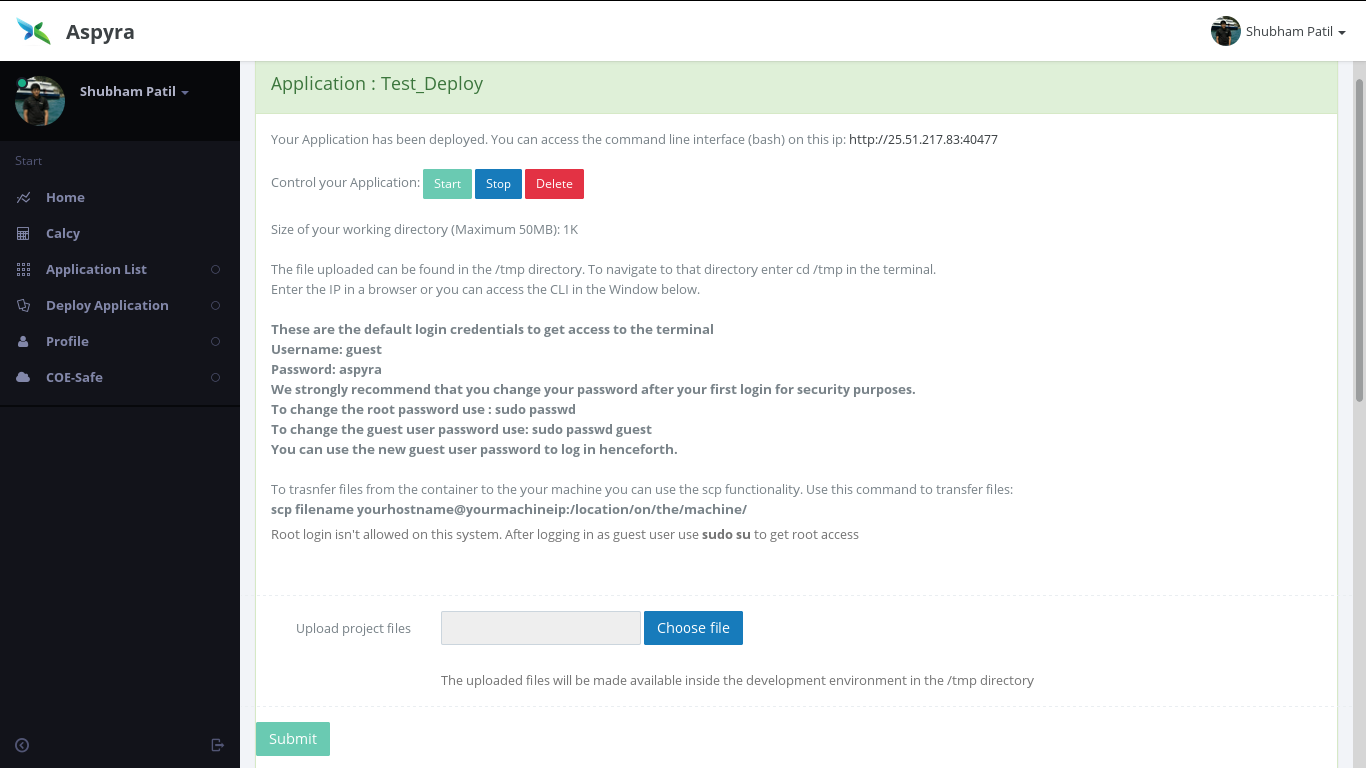 Aspyra
Shubham Patil
Shubham Patil
Start
Home
Calcy
Application List
Deploy Application
Profile
COE-Safe
Application : Test_Deploy
Your Application has been deployed. You can access the command line interface (bash) on this ip: http://25.51.217.83:40477
Control your Application: Start Stop Delete
Size of your working directory (Maximum 50MB): 1K
The file uploaded can be found in the /tmp directory. To navigate to that directory enter cd /tmp in the terminal.
Enter the IP in a browser or you can access the CLI in the Window below.
These are the default login credentials to get access to the terminal
Username: guest
Password: aspyra
We strongly recommend that you change your password after your first login for security purposes.
To change the root password use : sudo passwd
To change the guest user password use: sudo passwd guest
You can use the new guest user password to log in henceforth.
To trasnfer files from the container to the your machine you can use the scp functionality. Use this command to transfer files:
scp filename yourhostname@yourmachineip:/location/on/the/machine/
Root login isn't allowed on this system. After logging in as guest user use sudo su to get root access
Upload project files Choose file
The uploaded files will be made available inside the development environment in the /tmp directory
Submit